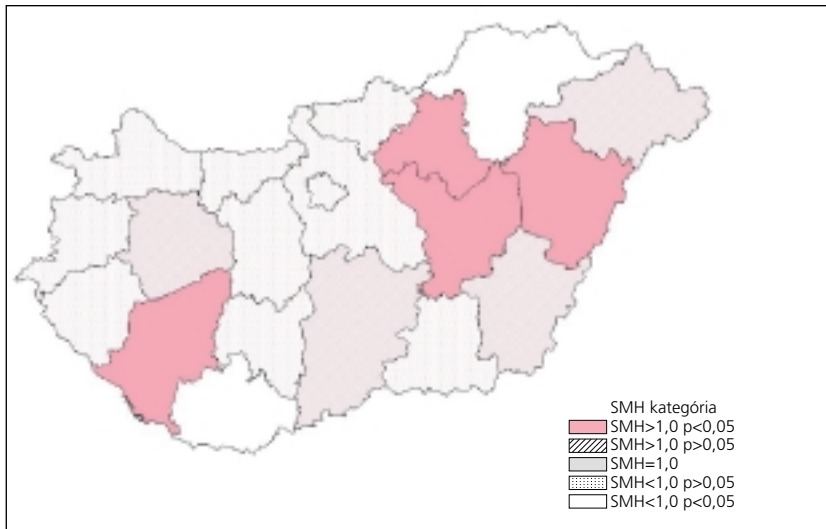 SMH kategória
SMH>1,0 p<0,05
SMH>1,0 p>0,05
SMH=1,0
SMH<1,0 p>0,05
SMH<1,0 p<0,05